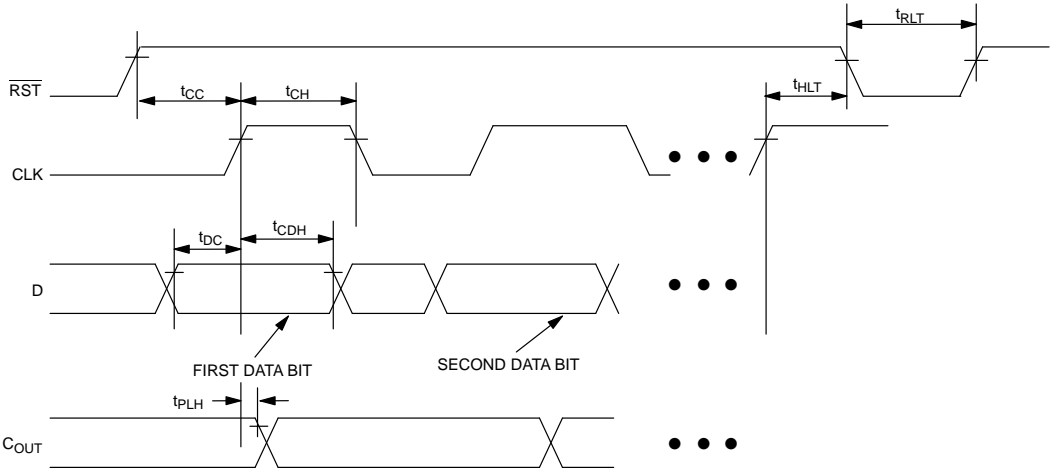 tRLT
RST
tCC
tCH
tHLT
CLK
tDC
tCDH
D
FIRST DATA BIT
SECOND DATA BIT
tPLH
COUT